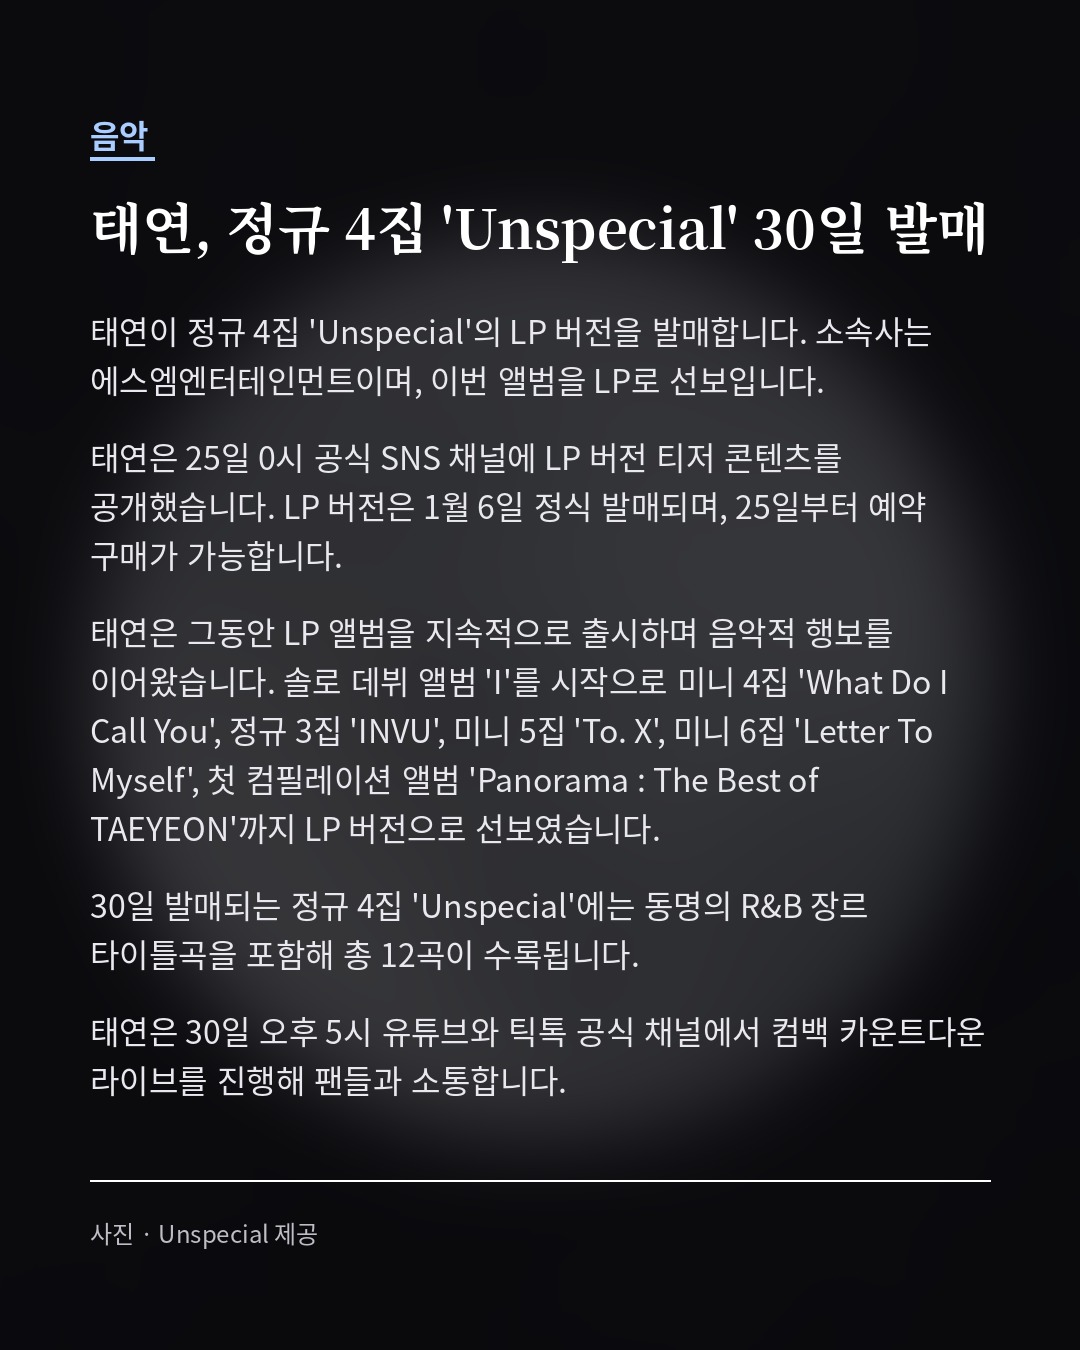 음악
태연, 정규 4집 'Unspecial' 30일 발매
태연이 정규 4집 'Unspecial'의 LP 버전을 발매합니다. 소속사는
에스엠엔터테인먼트이며, 이번 앨범을 LP로 선보입니다.
태연은 25일 0시 공식 SNS 채널에 LP 버전 티저 콘텐츠를
공개했습니다. LP 버전은 1월 6일 정식 발매되며, 25일부터 예약
구매가 가능합니다.
태연은 그동안 LP 앨범을 지속적으로 출시하며 음악적 행보를
이어왔습니다. 솔로 데뷔 앨범 'I'를 시작으로 미니 4집 'What Do I
Call You', 정규 3집 'INVU', 미니 5집 'To. X', 미니 6집 'Letter To
Myself', 첫 컴필레이션 앨범 'Panorama : The Best of
TAEYEON'까지 LP 버전으로 선보였습니다.
30일 발매되는 정규 4집 'Unspecial'에는 동명의 R&B 장르
타이틀곡을 포함해 총 12곡이 수록됩니다.
태연은 30일 오후 5시 유튜브와 틱톡 공식 채널에서 컴백 카운트다운
라이브를 진행해 팬들과 소통합니다.
사진 · Unspecial 제공